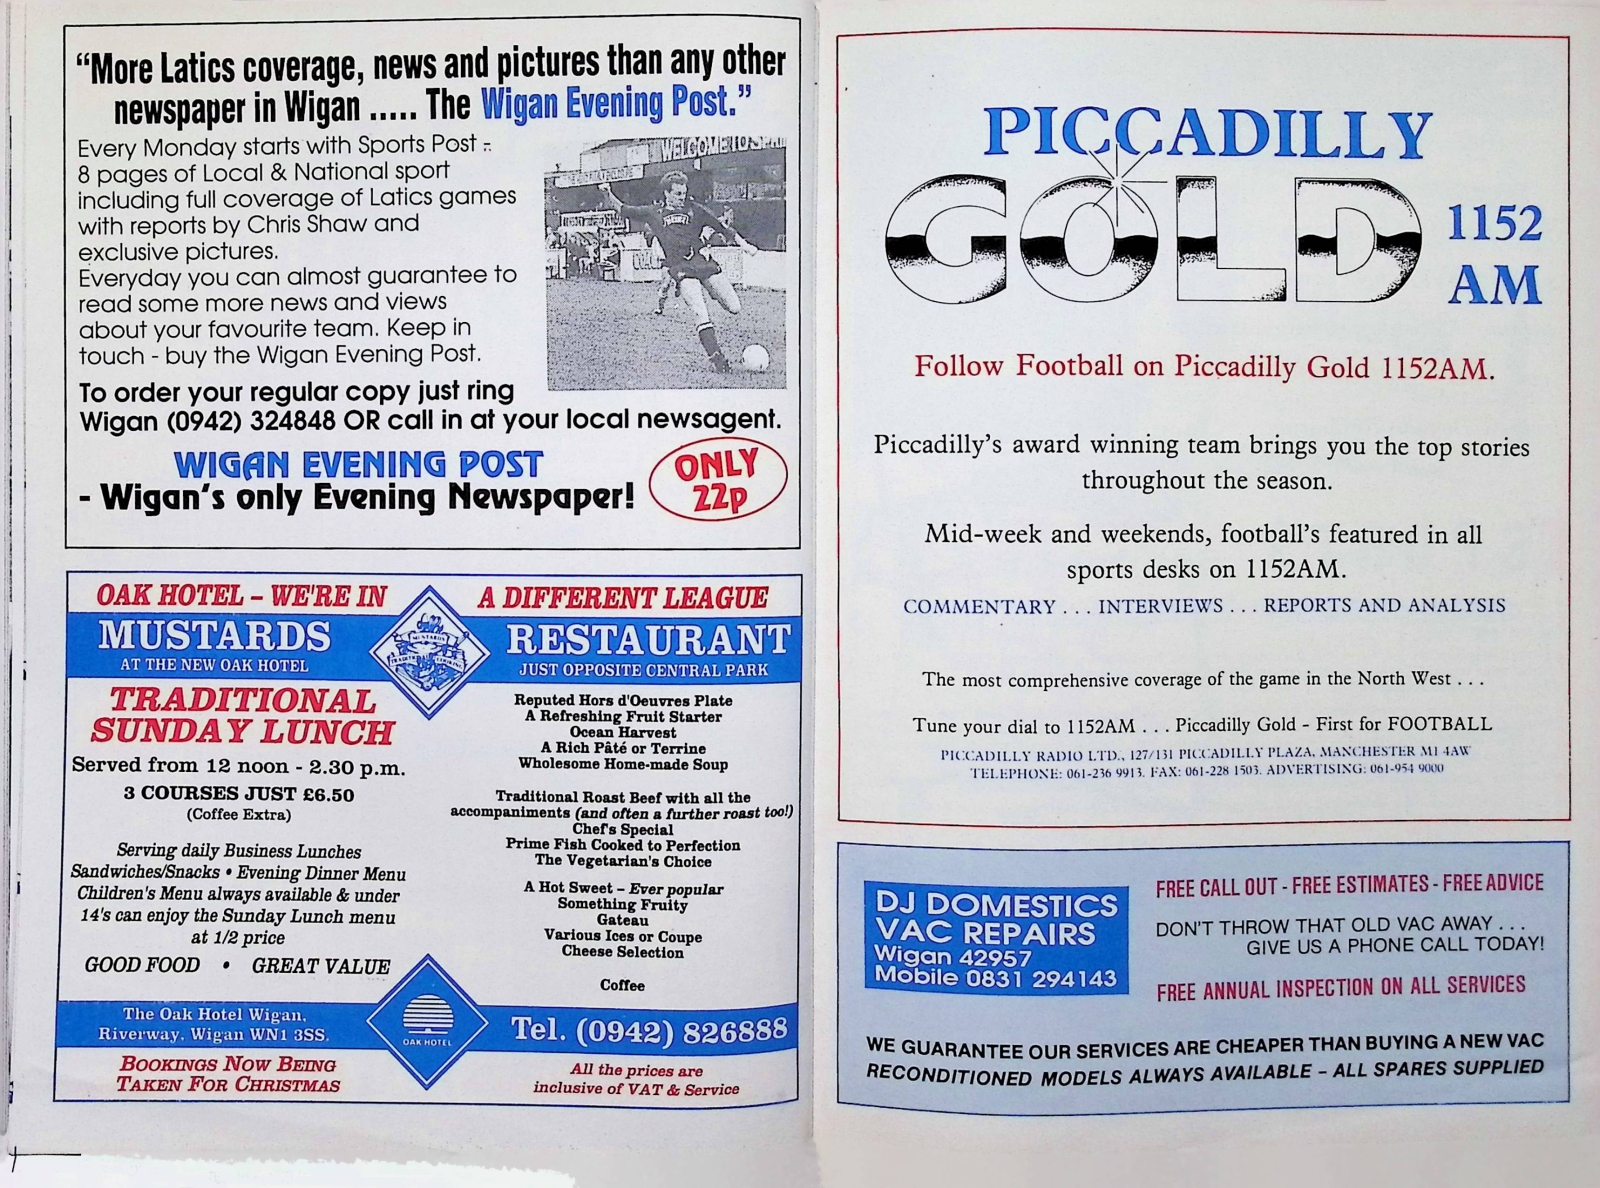 "More Latics coverage, news and pictures than any other
newspaper in Wigan ..... The Wigan Evening Post."
Every Monday starts with Sports Post -
8 pages of Local & National sport
including full coverage of Latics games
with reports by Chris Shaw and
exclusive pictures.
Everyday you can almost guarantee to
read some more news and views
about your favourite team. Keep in
touch - buy the Wigan Evening Post.
WELCOME TO SPRI
To order your regular copy just ring
Wigan (0942) 324848 OR call in at your local newsagent.
WIGAN EVENING POST
- Wigan's only Evening Newspaper!
ONLY
22p
OAK HOTEL – WE'RE IN A DIFFERENT LEAGUE
MUSTARDS RESTAURANT
AT THE NEW OAK HOTEL JUST OPPOSITE CENTRAL PARK
MUSTARDS
TRADITIONAL COOKING
TRADITIONAL
SUNDAY LUNCH
Served from 12 noon - 2.30 p.m.
3 COURSES JUST £6.50
(Coffee Extra)
Serving daily Business Lunches
Sandwiches/Snacks • Evening Dinner Menu
Children's Menu always available & under
14's can enjoy the Sunday Lunch menu
at 1/2 price
GOOD FOOD • GREAT VALUE
Reputed Hors d'Oeuvres Plate
A Refreshing Fruit Starter
Ocean Harvest
A Rich Pâté or Terrine
Wholesome Home-made Soup
Traditional Roast Beef with all the
accompaniments (and often a further roast too!)
Chef's Special
Prime Fish Cooked to Perfection
The Vegetarian's Choice
A Hot Sweet – Ever popular
Something Fruity
Gateau
Various Ices or Coupe
Cheese Selection
Coffee
The Oak Hotel Wigan,
Riverway, Wigan WN1 3SS.
OAK HOTEL
Tel. (0942) 826888
BOOKINGS NOW BEING
TAKEN FOR CHRISTMAS
All the prices are
inclusive of VAT & Service
PICCADILLY
GOLD 1152
AM
Follow Football on Piccadilly Gold 1152AM.
Piccadilly's award winning team brings you the top stories
throughout the season.
Mid-week and weekends, football's featured in all
sports desks on 1152AM.
COMMENTARY . . . INTERVIEWS . . . REPORTS AND ANALYSIS
The most comprehensive coverage of the game in the North West . . .
Tune your dial to 1152AM . . . Piccadilly Gold - First for FOOTBALL
PICCADILLY RADIO LTD., 127/131 PICCADILLY PLAZA, MANCHESTER M1 4AW
TELEPHONE: 061-236 9913. FAX: 061-228 1503. ADVERTISING: 061-954 9000
DJ DOMESTICS
VAC REPAIRS
Wigan 42957
Mobile 0831 294143
FREE CALL OUT - FREE ESTIMATES - FREE ADVICE
DON'T THROW THAT OLD VAC AWAY . . .
GIVE US A PHONE CALL TODAY!
FREE ANNUAL INSPECTION ON ALL SERVICES
WE GUARANTEE OUR SERVICES ARE CHEAPER THAN BUYING A NEW VAC
RECONDITIONED MODELS ALWAYS AVAILABLE – ALL SPARES SUPPLIED